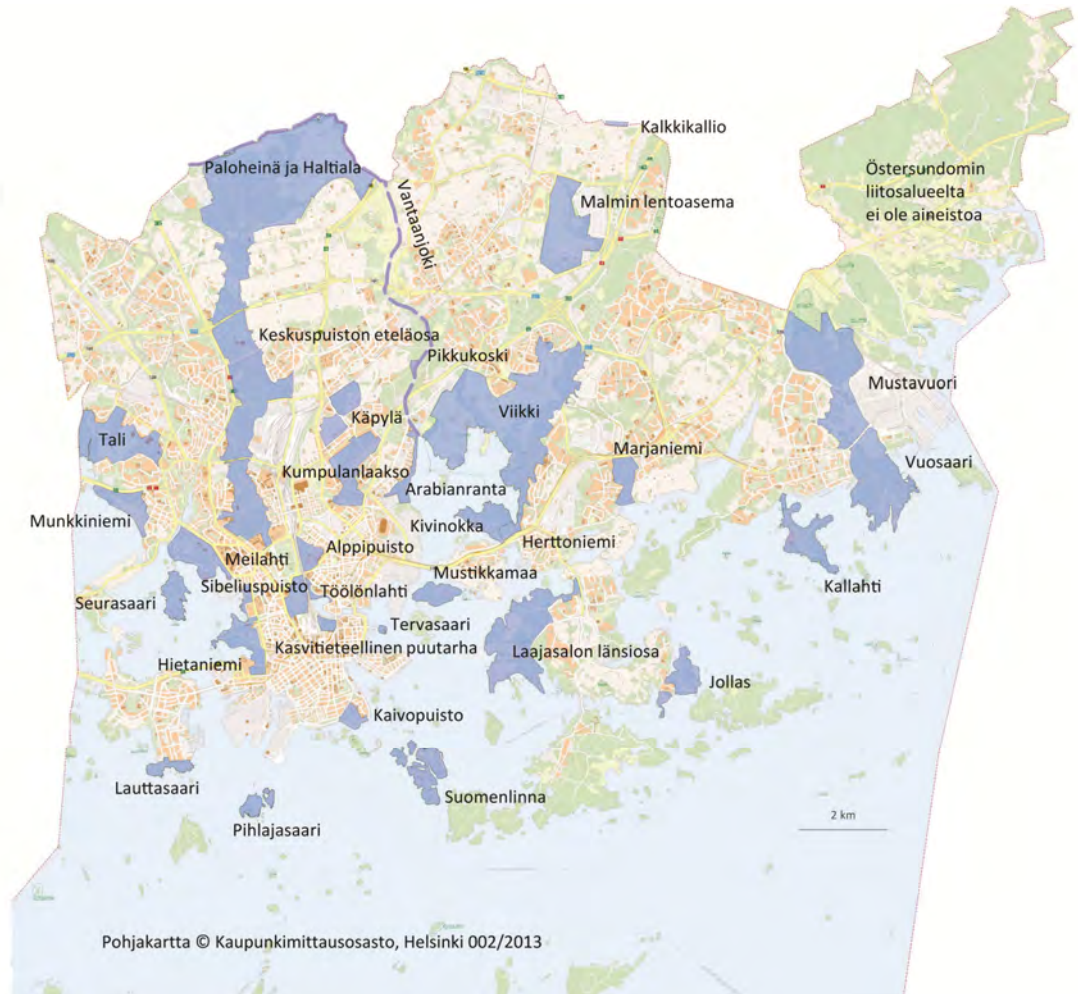 Kalkkikallio
Paloheinä ja Haltiala
Östersundomin
liitosalueelta
ei ole aineistoa
Vantaanjoki
Malmin lentoasema
Keskuspuiston eteläosa
Pikkukoski
Mustavuori
Käpylä
Viikki
Tali
Marjaniemi
Kumpulanlaakso
Vuosaari
Arabianranta
Munkkiniemi
Kivinokka
Herttoniemi
Alppipuisto
Meilahti
Mustikkamaa
Sibeliuspuisto
Töölönlahti
Kallahti
Seurasaari
Tervasaari
Kasvitieteellinen puutarha
Laajasalon länsiosa
Hietaniemi
Jollas
Kaivopuisto
Lauttasaari
Suomenlinna
Pihlajasaari
2 km
Pohjakartta © Kaupunkimittausosasto, Helsinki 002/2013